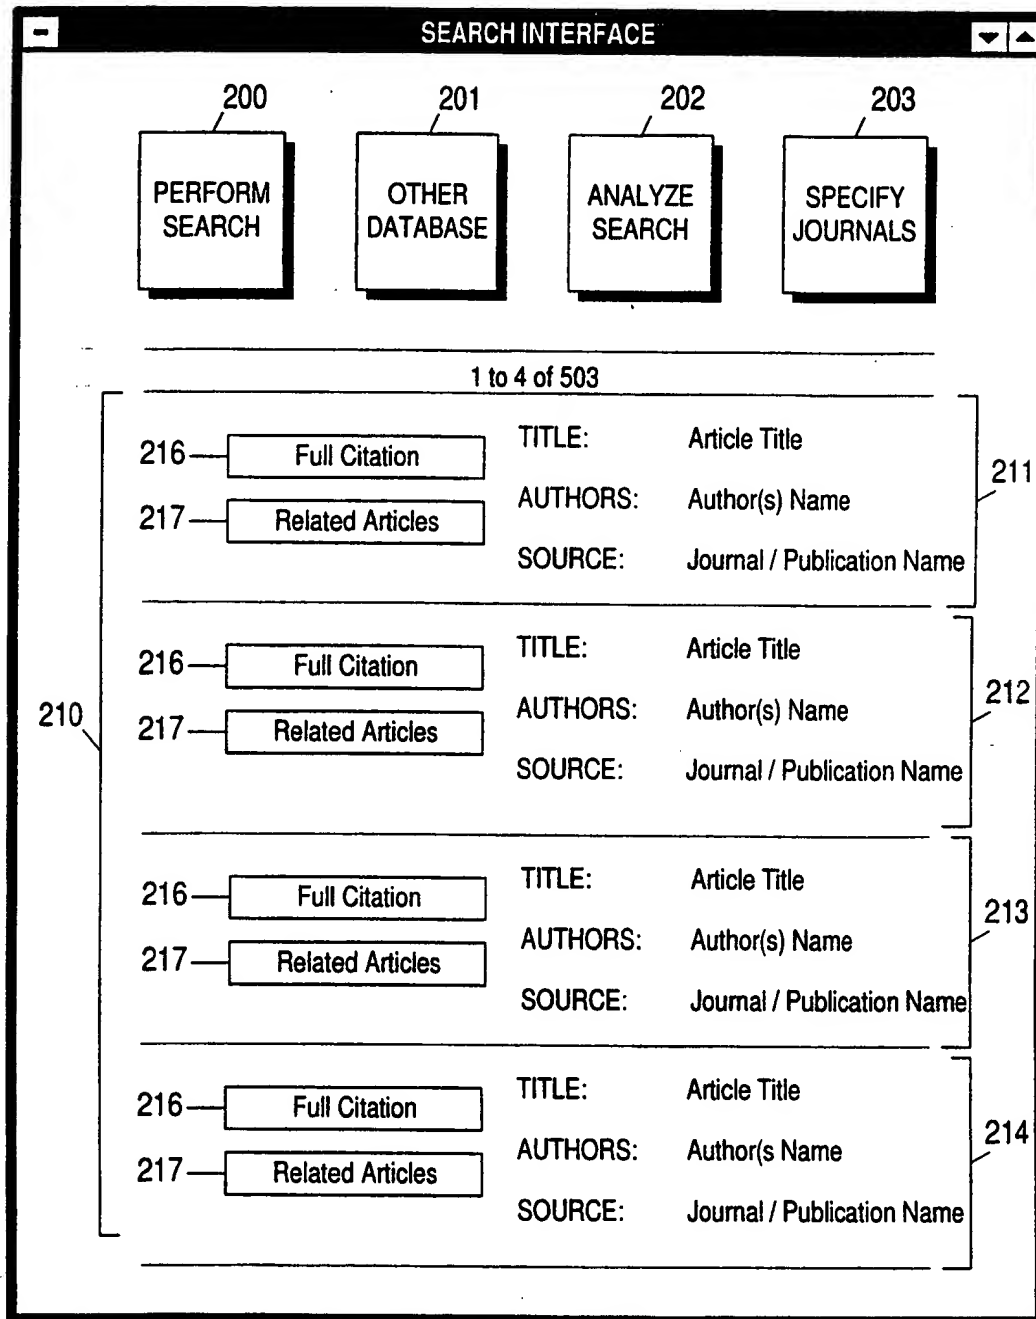 SEARCH INTERFACE
200 201 202 203
PERFORM SEARCH
OTHER DATABASE
ANALYZE SEARCH
SPECIFY JOURNALS
1 to 4 of 503
210
211
216 Full Citation TITLE: Article Title
217 Related Articles AUTHORS: Author(s) Name
SOURCE: Journal / Publication Name
212
216 Full Citation TITLE: Article Title
217 Related Articles AUTHORS: Author(s) Name
SOURCE: Journal / Publication Name
213
216 Full Citation TITLE: Article Title
217 Related Articles AUTHORS: Author(s) Name
SOURCE: Journal / Publication Name
214
216 Full Citation TITLE: Article Title
217 Related Articles AUTHORS: Author(s Name
SOURCE: Journal / Publication Name